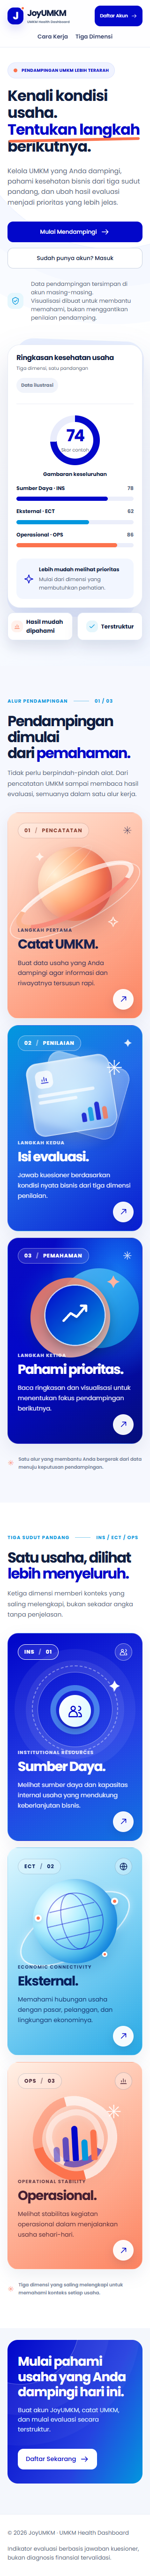 JoyUMKM
UMKM Health Dashboard
Daftar Akun
Cara Kerja Tiga Dimensi
PENDAMPINGAN UMKM LEBIH TERARAH
Kenali kondisi
usaha.
Tentukan langkah
berikutnya.
Kelola UMKM yang Anda dampingi,
pahami kesehatan bisnis dari tiga sudut
pandang, dan ubah hasil evaluasi
menjadi prioritas yang lebih jelas.
Mulai Mendampingi
Sudah punya akun? Masuk
Data pendampingan tersimpan di
akun masing-masing.
Visualisasi dibuat untuk membantu
memahami, bukan menggantikan
penilaian pendamping.
Ringkasan kesehatan usaha
Tiga dimensi, satu pandangan
Data ilustrasi
74
Skor contoh
Gambaran keseluruhan
Sumber Daya · INS 78
Eksternal · ECT 62
Operasional · OPS 86
Lebih mudah melihat prioritas
Mulai dari dimensi yang
membutuhkan perhatian.
Hasil mudah
dipahami
Terstruktur
ALUR PENDAMPINGAN 01 / 03
Pendampingan
dimulai
dari pemahaman.
Tidak perlu berpindah-pindah alat. Dari
pencatatan UMKM sampai membaca hasil
evaluasi, semuanya dalam satu alur kerja.
01 / PENCATATAN
LANGKAH PERTAMA
Catat UMKM.
Buat data usaha yang Anda
dampingi agar informasi dan
riwayatnya tersusun rapi.
02 / PENILAIAN
LANGKAH KEDUA
Isi evaluasi.
Jawab kuesioner berdasarkan
kondisi nyata bisnis dari tiga dimensi
penilaian.
03 / PEMAHAMAN
LANGKAH KETIGA
Pahami prioritas.
Baca ringkasan dan visualisasi untuk
menentukan fokus pendampingan
berikutnya.
Satu alur yang membantu Anda bergerak dari data
menuju keputusan pendampingan.
TIGA SUDUT PANDANG INS / ECT / OPS
Satu usaha, dilihat
lebih menyeluruh.
Ketiga dimensi memberi konteks yang
saling melengkapi, bukan sekadar angka
tanpa penjelasan.
INS / 01
INSTITUTIONAL RESOURCES
Sumber Daya.
Melihat sumber daya dan kapasitas
internal usaha yang mendukung
keberlanjutan bisnis.
ECT / 02
ECONOMIC CONNECTIVITY
Eksternal.
Memahami hubungan usaha
dengan pasar, pelanggan, dan
lingkungan ekonominya.
OPS / 03
OPERATIONAL STABILITY
Operasional.
Melihat stabilitas kegiatan
operasional dalam menjalankan
usaha sehari-hari.
Tiga dimensi yang saling melengkapi untuk
memahami konteks setiap usaha.
Mulai pahami
usaha yang Anda
dampingi hari ini.
Buat akun JoyUMKM, catat UMKM,
dan mulai evaluasi secara
terstruktur.
Daftar Sekarang
© 2026 JoyUMKM · UMKM Health Dashboard
Indikator evaluasi berbasis jawaban kuesioner,
bukan diagnosis finansial tervalidasi.